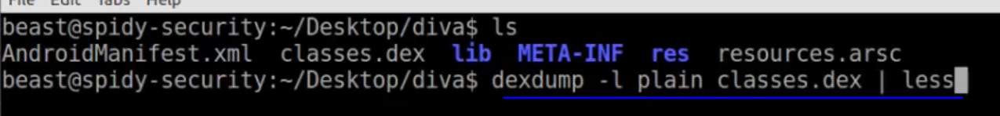 File Edit Tabs Help
beast@spidy-security:~/Desktop/diva$ ls
AndroidManifest.xml classes.dex lib META-INF res resources.arsc
beast@spidy-security:~/Desktop/diva$ dexdump -l plain classes.dex | less